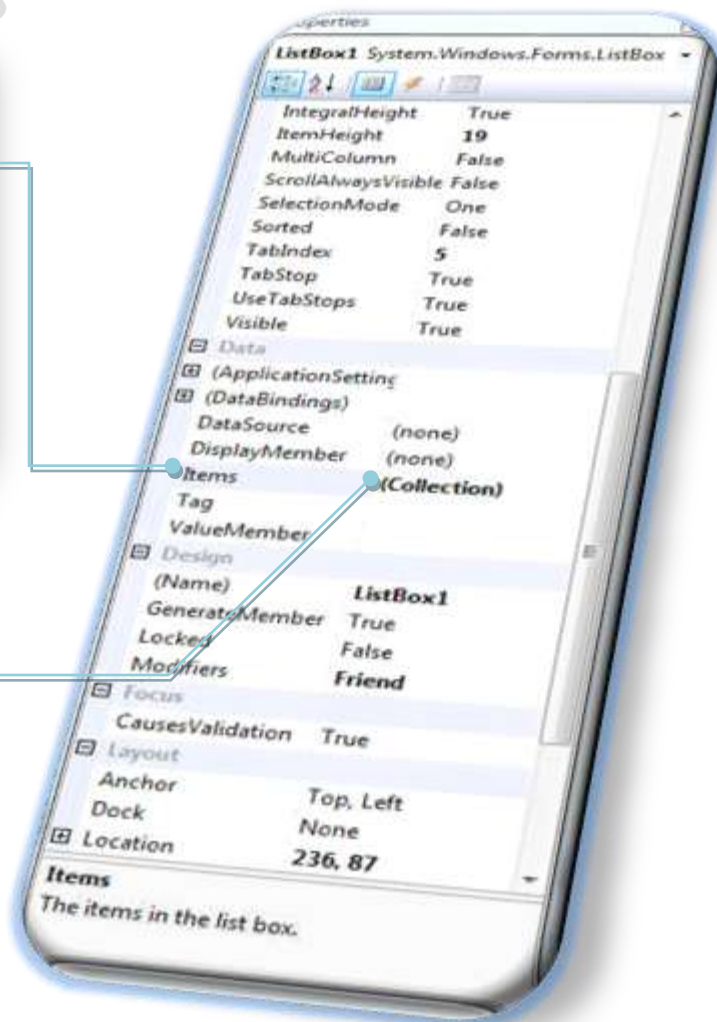 ListBox1 System.Windows.Forms.ListBox
IntegralHeight True
ItemHeight 19
MultiColumn False
ScrollAlwaysVisible False
SelectionMode One
Sorted False
TabIndex 5
TabStop True
UseTabStops True
Visible True
Data
(ApplicationSetting
(DataBindings)
DataSource (none)
DisplayMember (none)
Items (Collection)
Tag
ValueMember
Design
(Name) ListBox1
GenerateMember True
Locked False
Modifiers Friend
Focus
CausesValidation True
Layout
Anchor Top, Left
Dock None
Location 236, 87
Items
The items in the list box.